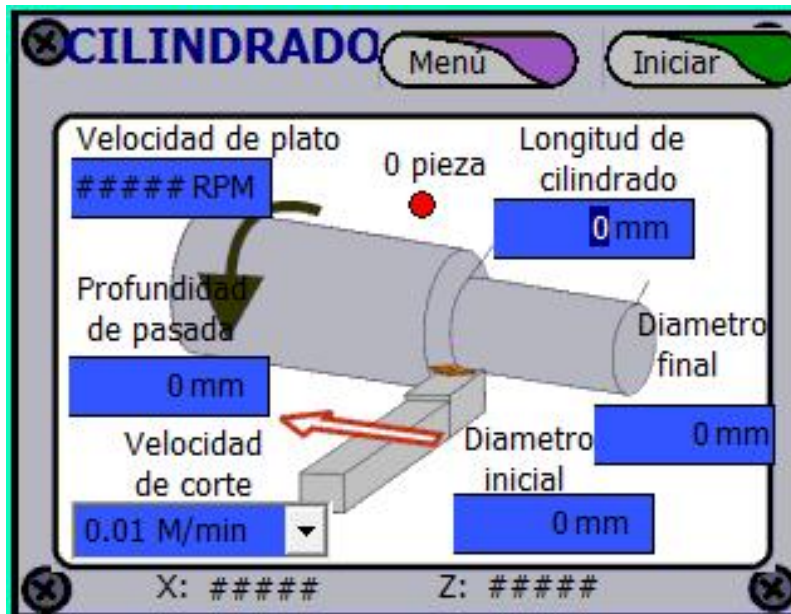 CILINDRADO
Menú
Iniciar
Velocidad de plato
##### RPM
0 pieza
Longitud de
cilindrado
0 mm
Profundidad
de pasada
0 mm
Diametro
final
0 mm
Velocidad
de corte
0.01 M/min
Diametro
inicial
0 mm
X: ##### Z: #####